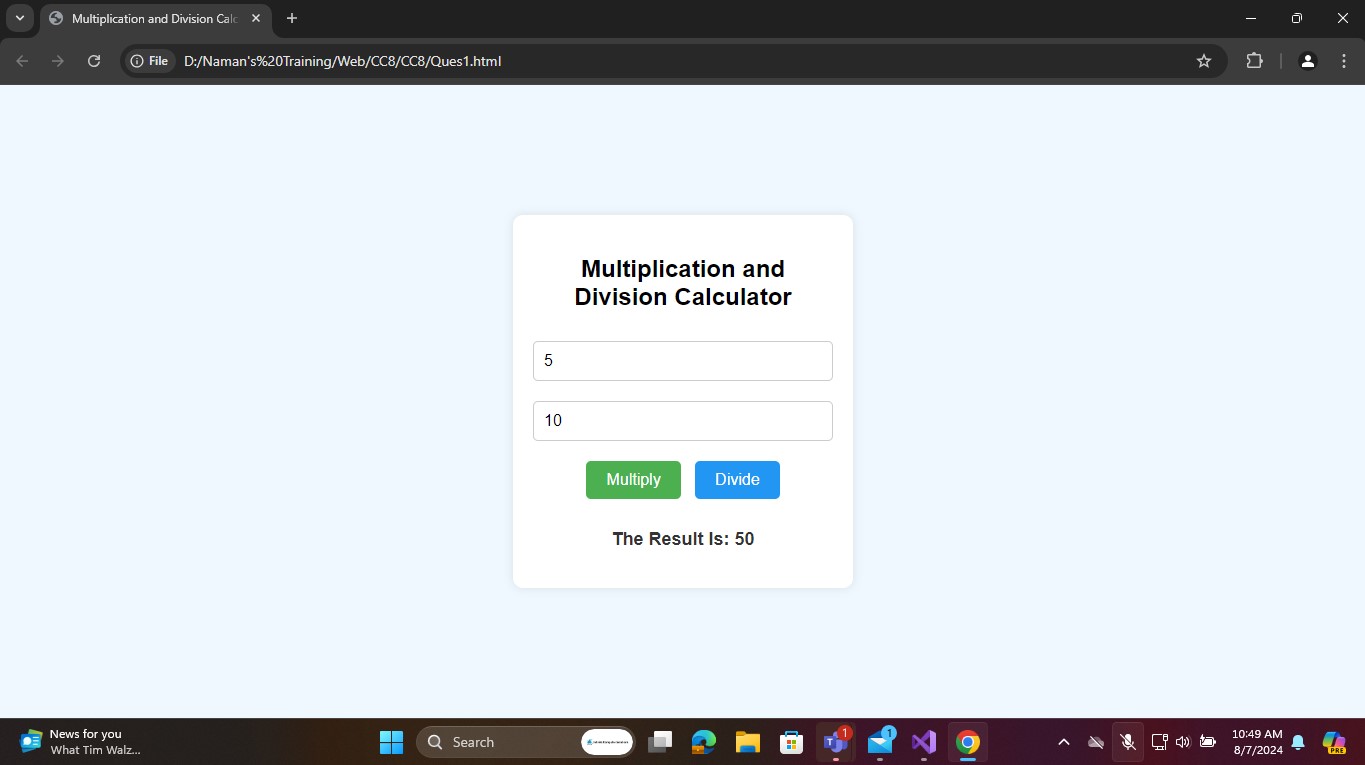 Multiplication and Division Calc
File
D:/Naman's%20Training/Web/CC8/CC8/Ques1.html
Multiplication and
Division Calculator
5
10
Multiply
Divide
The Result Is: 50
News for you
What Tim Walz...
Search
1
1
10:49 AM
8/7/2024
PRE